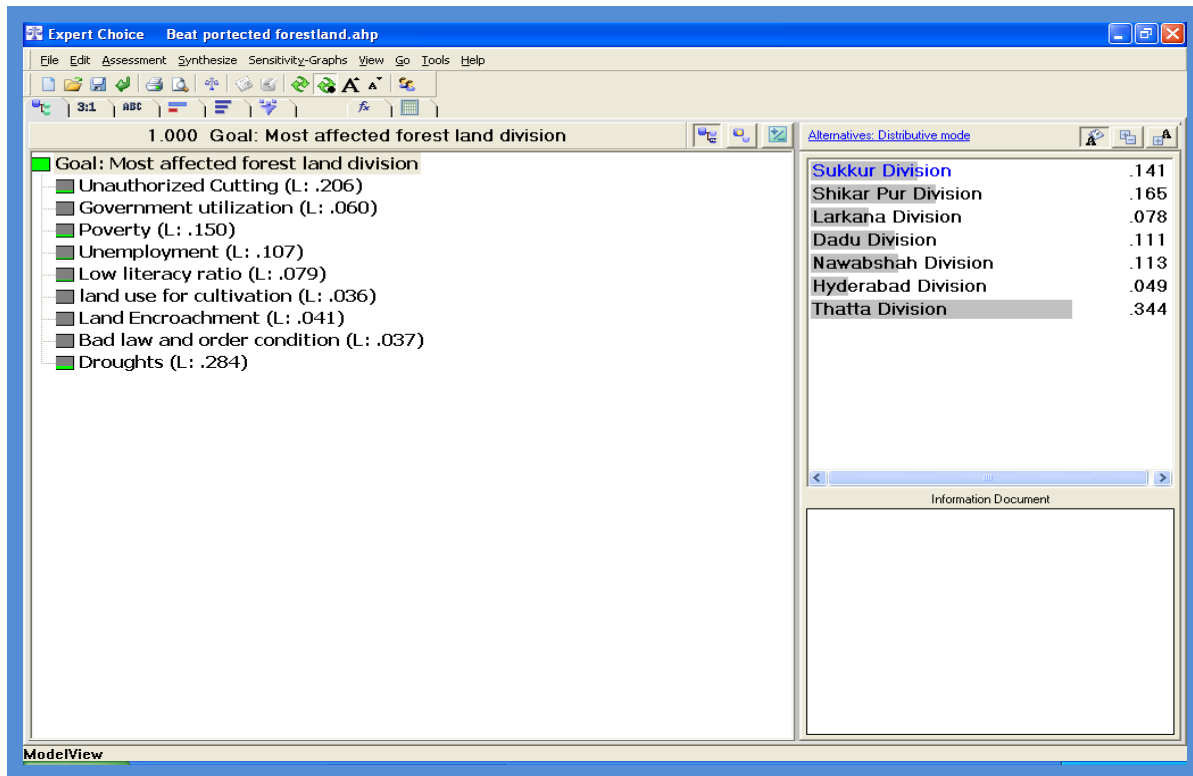 Expert Choice Beat portected forestland.ahp
File Edit Assessment Synthesize Sensitivity-Graphs View Go Tools Help
A A
3:1 ABC fx
1.000 Goal: Most affected forest land division
Alternatives: Distributive mode
A A
Goal: Most affected forest land division
Unauthorized Cutting (L: .206)
Government utilization (L: .060)
Poverty (L: .150)
Unemployment (L: .107)
Low literacy ratio (L: .079)
land use for cultivation (L: .036)
Land Encroachment (L: .041)
Bad law and order condition (L: .037)
Droughts (L: .284)
Sukkur Division .141
Shikar Pur Division .165
Larkana Division .078
Dadu Division .111
Nawabshah Division .113
Hyderabad Division .049
Thatta Division .344
Information Document
ModelView